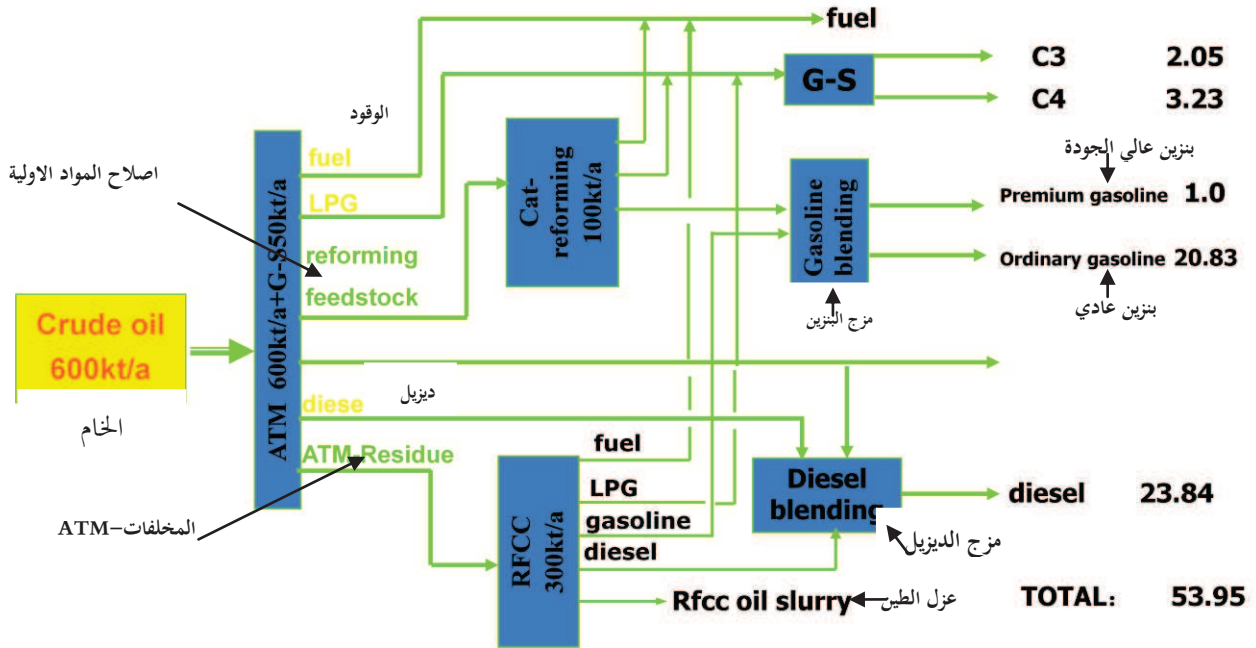 fuel
C3 2.05
G-S
C4 3.23
الوقود
اصلاح المواد الاولية
fuel
LPG
reforming
feedstock
ATM 600kt/a+G-S50kt/a
Cat-
reforming
100kt/a
بنزين عالي الجودة
Premium gasoline 1.0
Gasoline
blending
Ordinary gasoline 20.83
مزج البنزين
بنزين عادي
Crude oil
600kt/a
الخام
ديزيل
diese
ATM-Residue
المخلفات-ATM
RFCC
300kt/a
fuel
LPG
gasoline
diesel
Diesel
blending
diesel 23.84
مزج الديزيل
Rfcc oil slurry
عزل الطين
TOTAL: 53.95